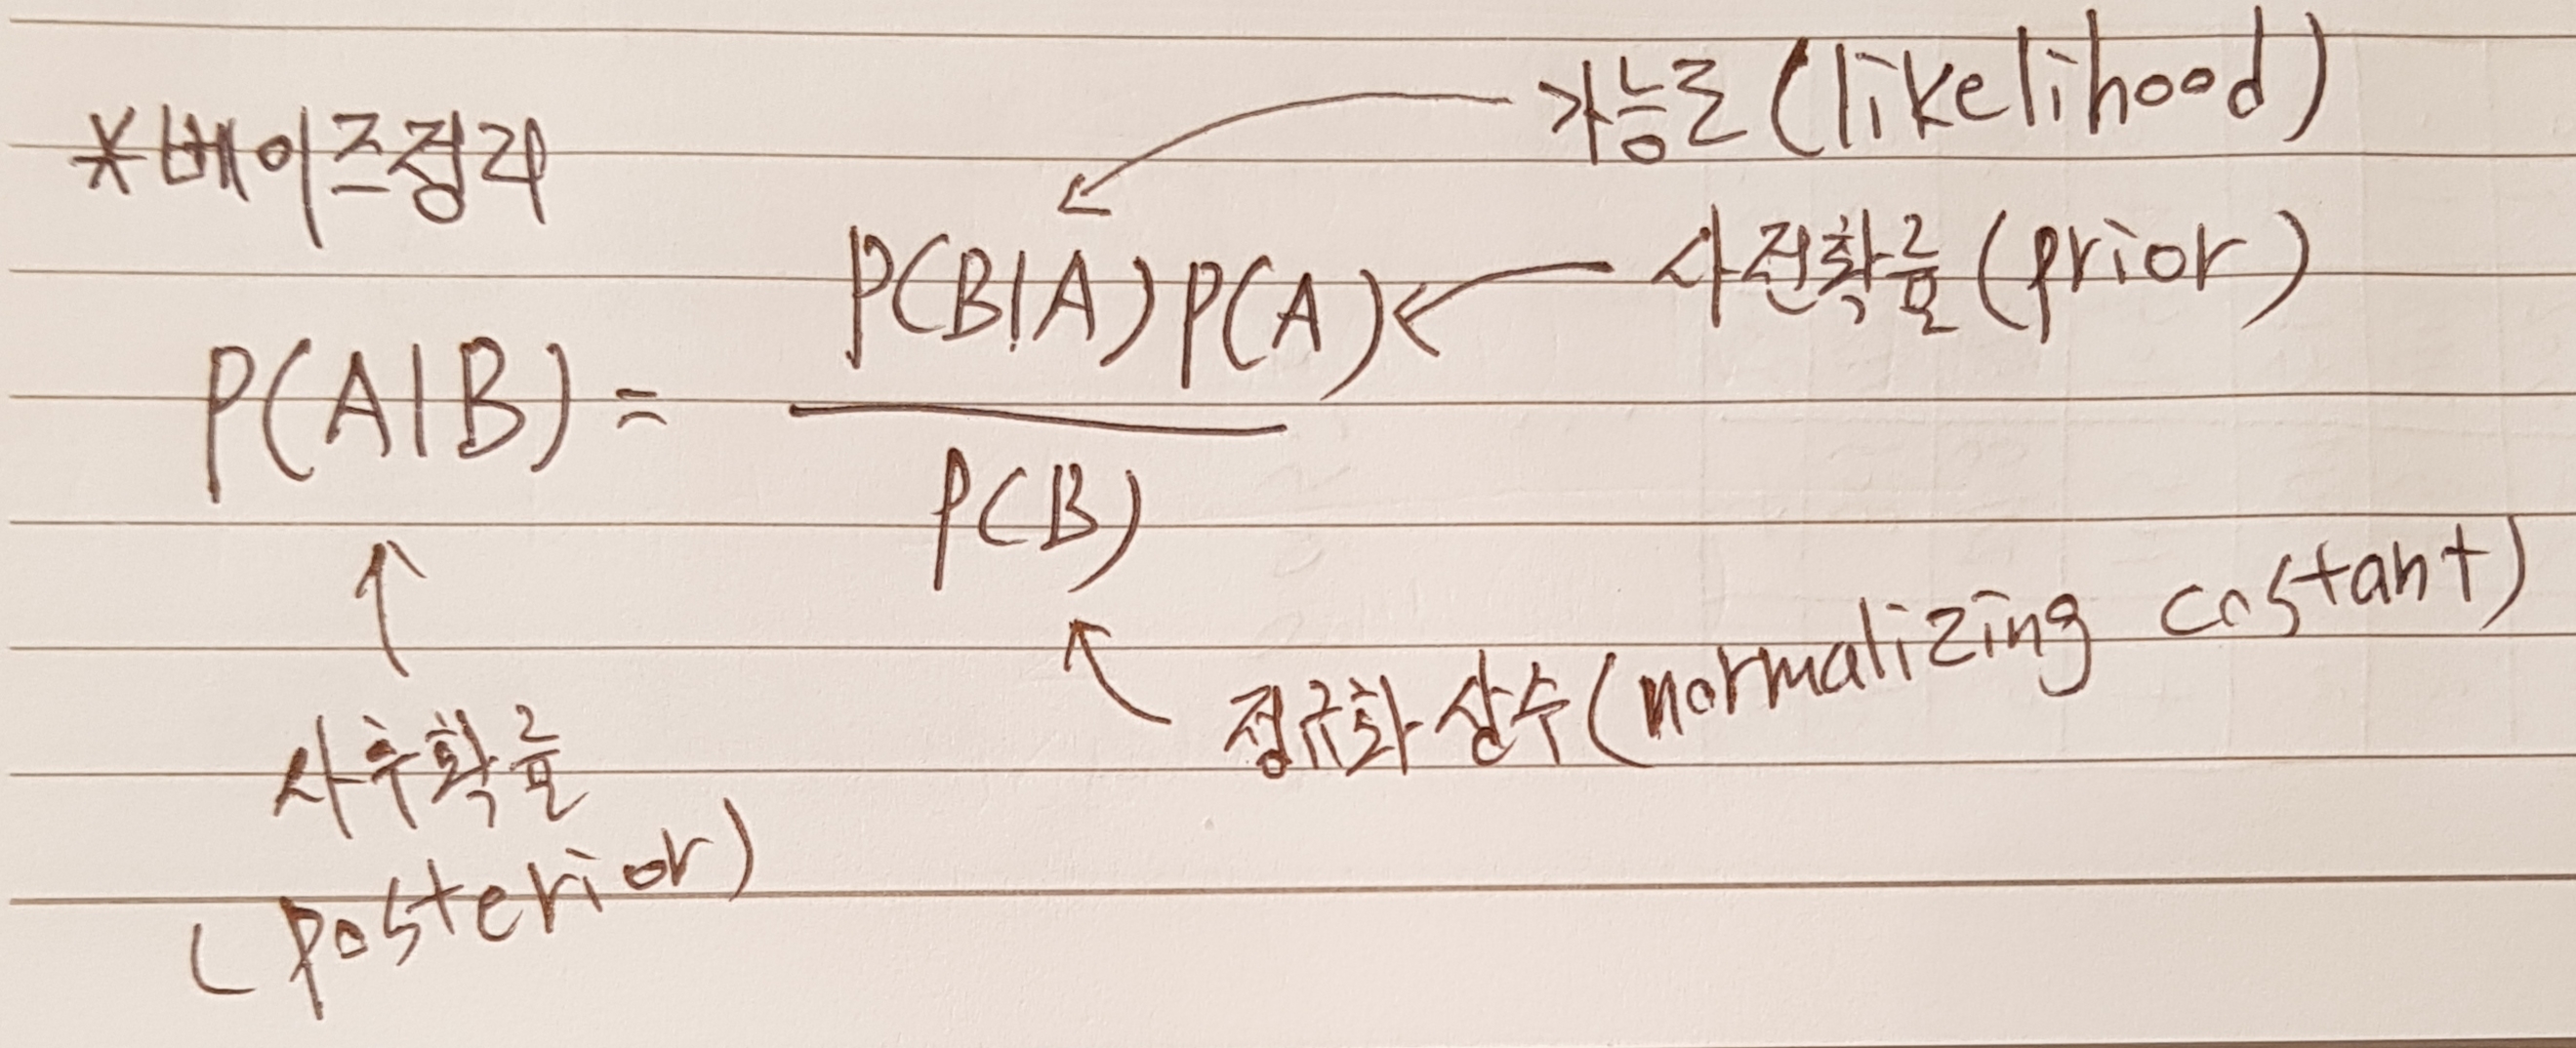 *베이즈정리
가능도(likelihood)
사전확률(prior)
P(B|A)P(A)
P(A|B)=
P(B)
정규화 상수(normalizing costant)
사후확률
(posterior)